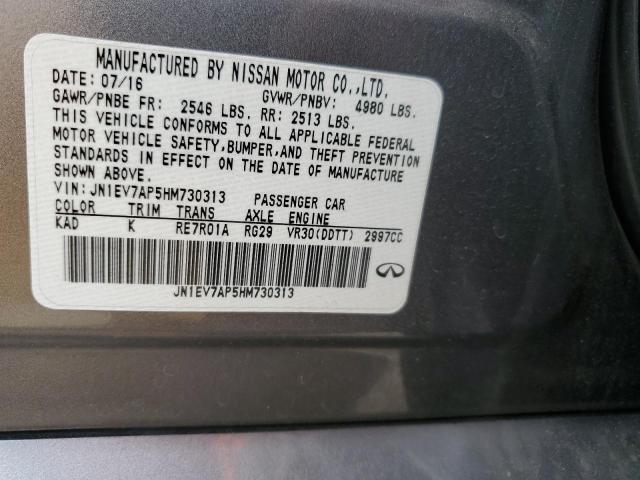 MANUFACTURED BY NISSAN MOTOR CO.,LTD.
DATE: 07/16 GVWR/PNBV: 4980 LBS.
GAWR/PNBE FR: 2546 LBS. RR: 2513 LBS.
THIS VEHICLE CONFORMS TO ALL APPLICABLE FEDERAL
MOTOR VEHICLE SAFETY, BUMPER, AND THEFT PREVENTION
STANDARDS IN EFFECT ON THE DATE OF MANUFACTURE
SHOWN ABOVE.
VIN: JN1EV7AP5HM730313 PASSENGER CAR
COLOR TRIM TRANS AXLE ENGINE
KAD K RE7R01A RG29 VR30(DDTT) 2997CC
JN1EV7AP5HM730313